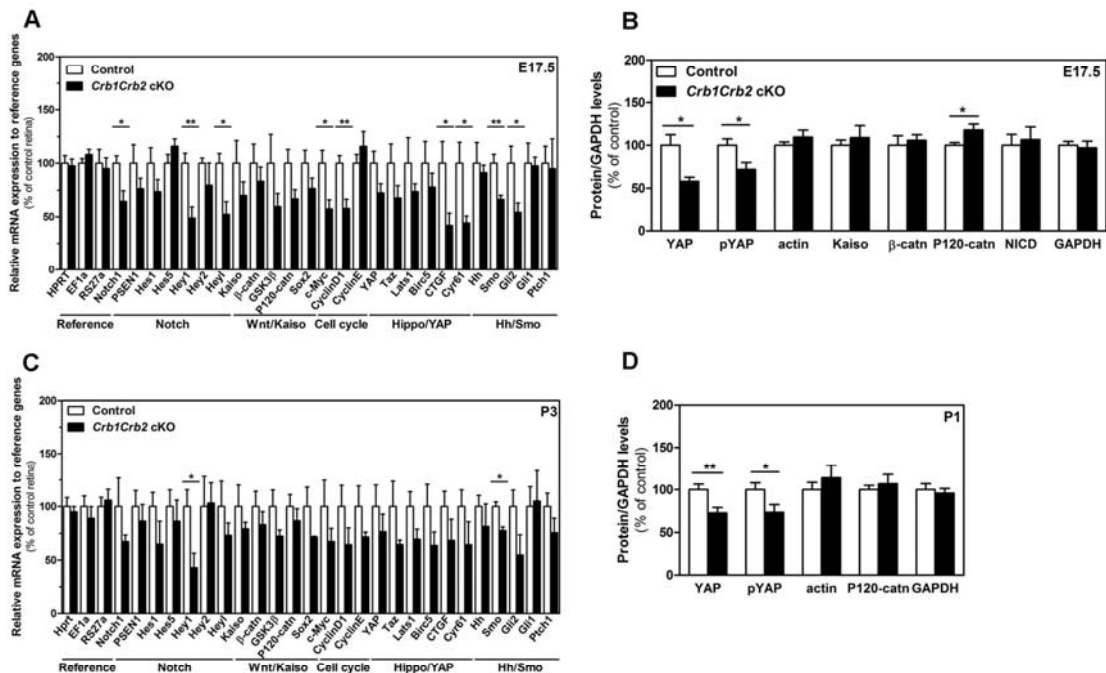 A
Relative mRNA expression to reference genes
(% of control retina)
200
150
100
50
0
Control
Crb1Crb2 cKO
E17.5
* ** * * ** * * ** *
HPRT
EF1a
RS27a
Notch1
PSEN1
Hes1
Hes5
Hey1
Hey2
Heyl
Kaiso
β-catn
GSK3β
P120-catn
Sox2
c-Myc
CyclinD1
CyclinE
YAP
Taz
Lats1
Birc5
CTGF
Cyr61
Hh
Smo
Gli2
Gli1
Ptch1
Reference Notch Wnt/Kaiso Cell cycle Hippo/YAP Hh/Smo
B
Protein/GAPDH levels
(% of control)
200
150
100
50
0
Control
Crb1Crb2 cKO
E17.5
* * *
YAP pYAP actin Kaiso β-catn P120-catn NICD GAPDH
C
Relative mRNA expression to reference genes
(% of control retina)
200
150
100
50
0
Control
Crb1Crb2 cKO
P3
* *
Hprt
EF1a
RS27a
Notch1
PSEN1
Hes1
Hes5
Hey1
Hey2
Heyl
Kaiso
β-catn
GSK3β
P120-catn
Sox2
c-Myc
CyclinD1
CyclinE
YAP
Taz
Lats1
Birc5
CTGF
Cyr61
Hh
Smo
Gli2
Gli1
Ptch1
Reference Notch Wnt/Kaiso Cell cycle Hippo/YAP Hh/Smo
D
Protein/GAPDH levels
(% of control)
200
150
100
50
0
Control
Crb1Crb2 cKO
P1
** *
YAP pYAP actin P120-catn GAPDH